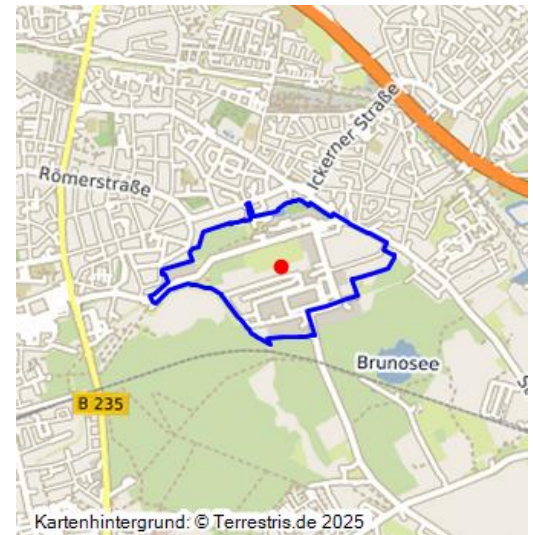 Ickerner Straße
Römerstraße
Brunosee
B 235
Kartenhintergrund: © Terrestris.de 2025